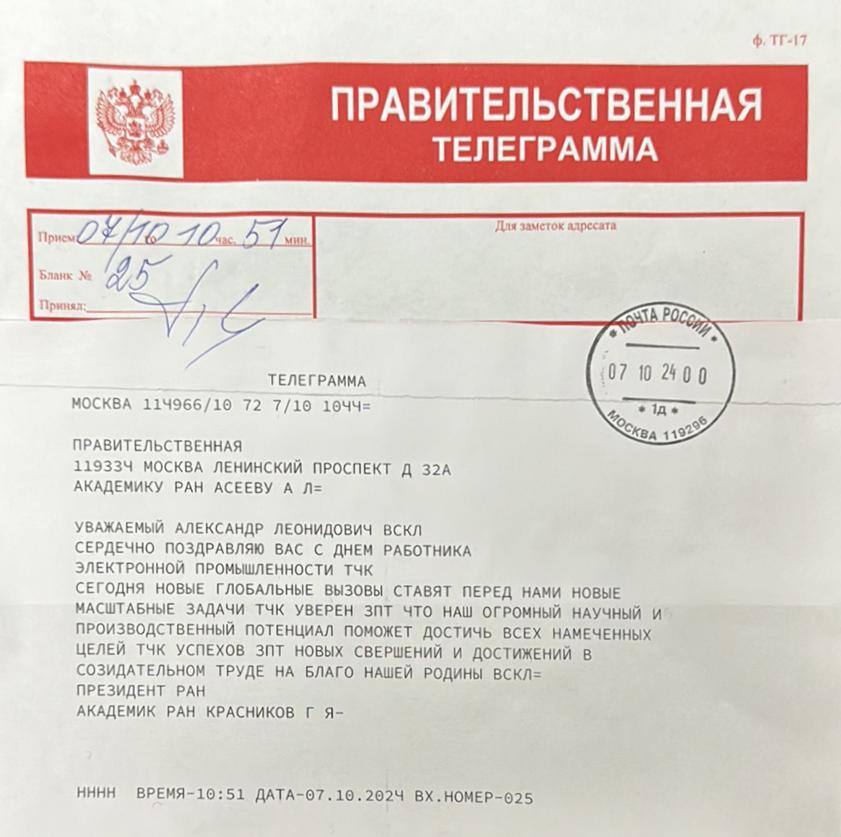 ф. ТГ-17
ПРАВИТЕЛЬСТВЕННАЯ
ТЕЛЕГРАММА
Прием 07/10 го 10 час. 51 мин.
Бланк № 25
Принял:
Для заметок адресата
ПОЧТА РОССИИ
07 10 24 00
* 1д *
МОСКВА 119296
ТЕЛЕГРАММА
МОСКВА 114966/10 72 7/10 1044=
ПРАВИТЕЛЬСТВЕННАЯ
119334 МОСКВА ЛЕНИНСКИЙ ПРОСПЕКТ Д 32А
АКАДЕМИКУ РАН АСЕЕВУ А Л=
УВАЖАЕМЫЙ АЛЕКСАНДР ЛЕОНИДОВИЧ ВСКЛ
СЕРДЕЧНО ПОЗДРАВЛЯЮ ВАС С ДНЕМ РАБОТНИКА
ЭЛЕКТРОННОЙ ПРОМЫШЛЕННОСТИ ТЧК
СЕГОДНЯ НОВЫЕ ГЛОБАЛЬНЫЕ ВЫЗОВЫ СТАВЯТ ПЕРЕД НАМИ НОВЫЕ
МАСШТАБНЫЕ ЗАДАЧИ ТЧК УВЕРЕН ЗПТ ЧТО НАШ ОГРОМНЫЙ НАУЧНЫЙ И
ПРОИЗВОДСТВЕННЫЙ ПОТЕНЦИАЛ ПОМОЖЕТ ДОСТИЧЬ ВСЕХ НАМЕЧЕННЫХ
ЦЕЛЕЙ ТЧК УСПЕХОВ ЗПТ НОВЫХ СВЕРШЕНИЙ И ДОСТИЖЕНИЙ В
СОЗИДАТЕЛЬНОМ ТРУДЕ НА БЛАГО НАШЕЙ РОДИНЫ ВСКЛ=
ПРЕЗИДЕНТ РАН
АКАДЕМИК РАН КРАСНИКОВ Г Я-
НННН ВРЕМЯ-10:51 ДАТА-07.10.2024 ВХ.НОМЕР-025